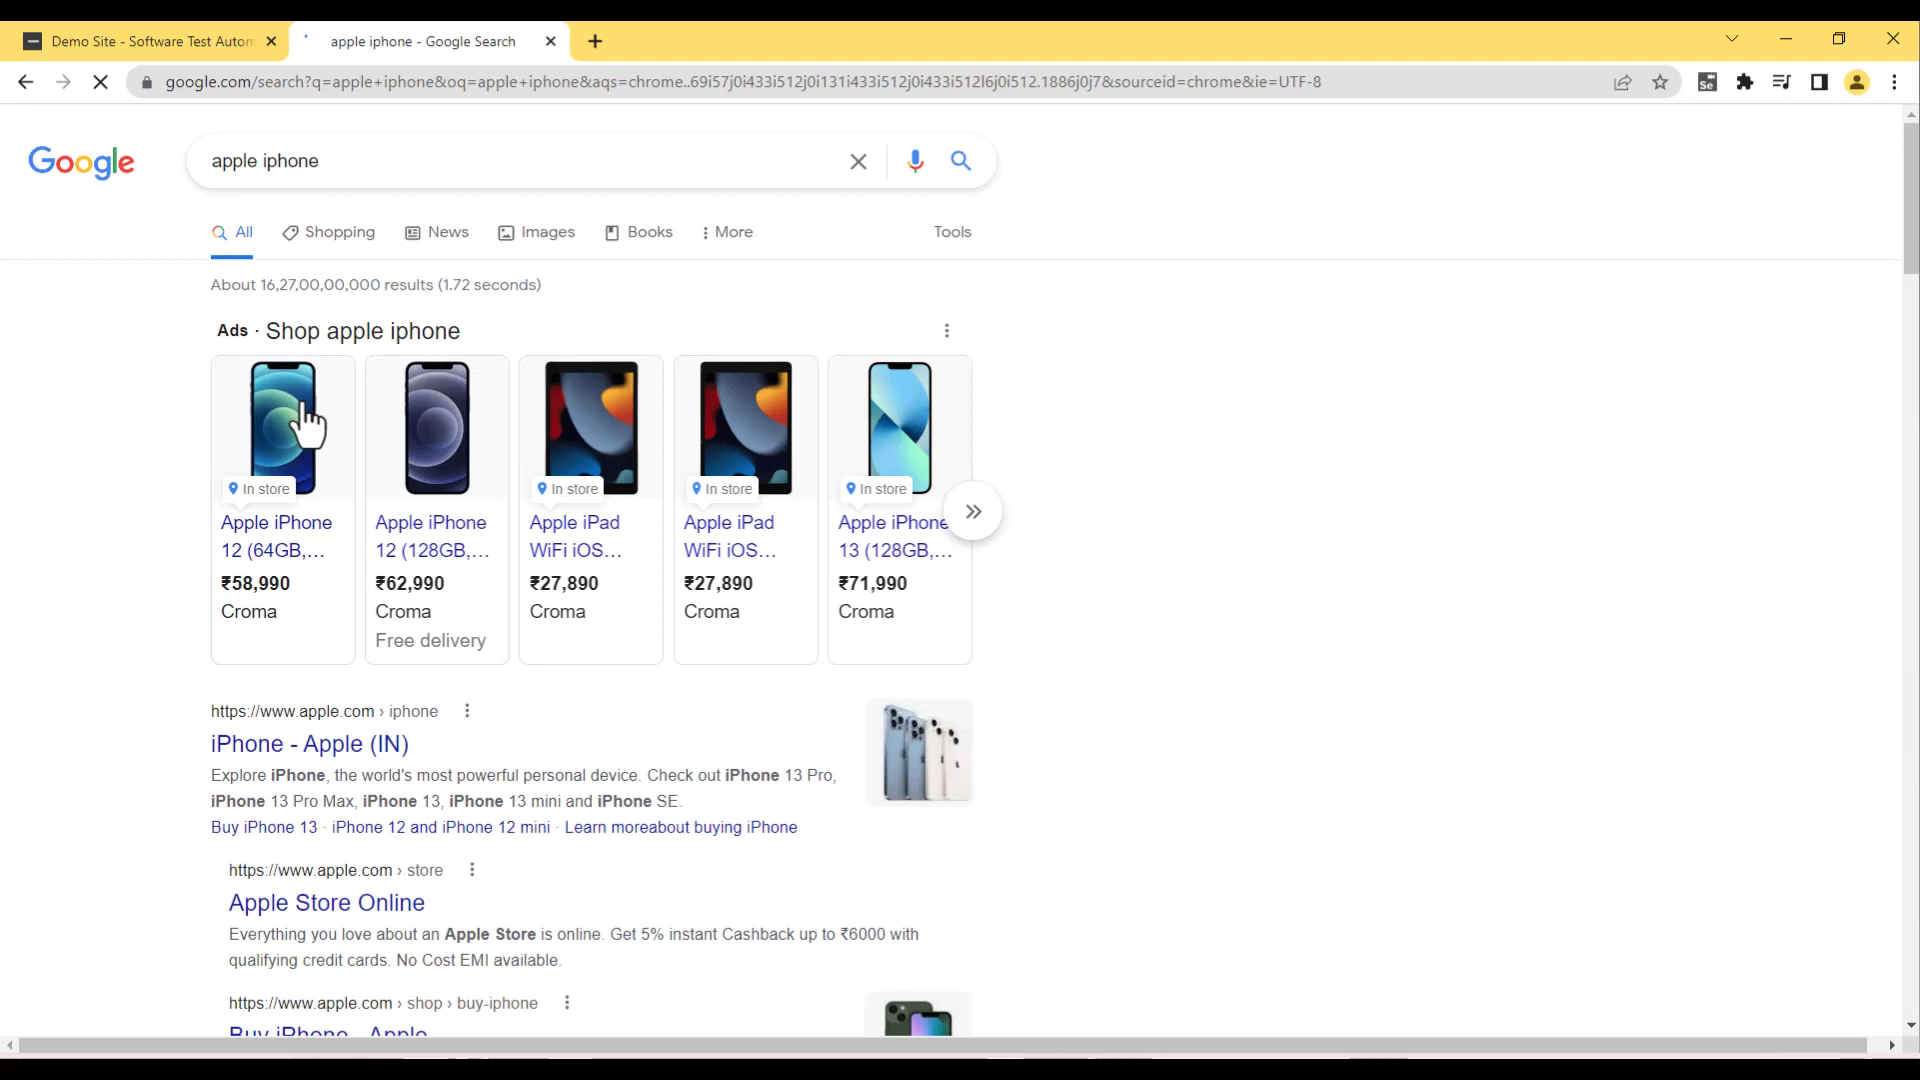 Demo Site - Software Test Autom
apple iphone - Google Search
google.com/search?q=apple+iphone&oq=apple+iphone&aqs=chrome..69i57j0i433i512j0i131i433i512j0i433i512l6j0i512.1886j0j7&sourceid=chrome&ie=UTF-8
Se
Google
apple iphone
All
Shopping
News
Images
Books
More
Tools
About 16,27,00,00,000 results (1.72 seconds)
Ads · Shop apple iphone
In store
Apple iPhone
12 (64GB,...
₹58,990
Croma
Apple iPhone
12 (128GB,...
₹62,990
Croma
Free delivery
In store
Apple iPad
WiFi iOS...
₹27,890
Croma
In store
Apple iPad
WiFi iOS...
₹27,890
Croma
In store
Apple iPhone
13 (128GB,...
₹71,990
Croma
https://www.apple.com › iphone
iPhone - Apple (IN)
Explore iPhone, the world's most powerful personal device. Check out iPhone 13 Pro,
iPhone 13 Pro Max, iPhone 13, iPhone 13 mini and iPhone SE.
Buy iPhone 13 · iPhone 12 and iPhone 12 mini · Learn moreabout buying iPhone
https://www.apple.com › store
Apple Store Online
Everything you love about an Apple Store is online. Get 5% instant Cashback up to ₹6000 with
qualifying credit cards. No Cost EMI available.
https://www.apple.com › shop › buy-iphone
Buy iPhone - Apple